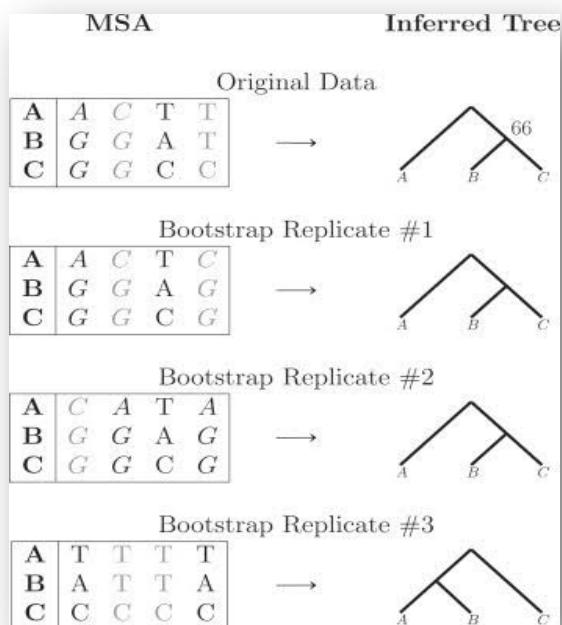 MSA Inferred Tree
Original Data
A A C T T
B G G A T
C G G C C
66
A B C
Bootstrap Replicate #1
A A C T C
B G G A G
C G G C G
A B C
Bootstrap Replicate #2
A C A T A
B G G A G
C G G C G
A B C
Bootstrap Replicate #3
A T T T T
B A T T A
C C C C C
A B C